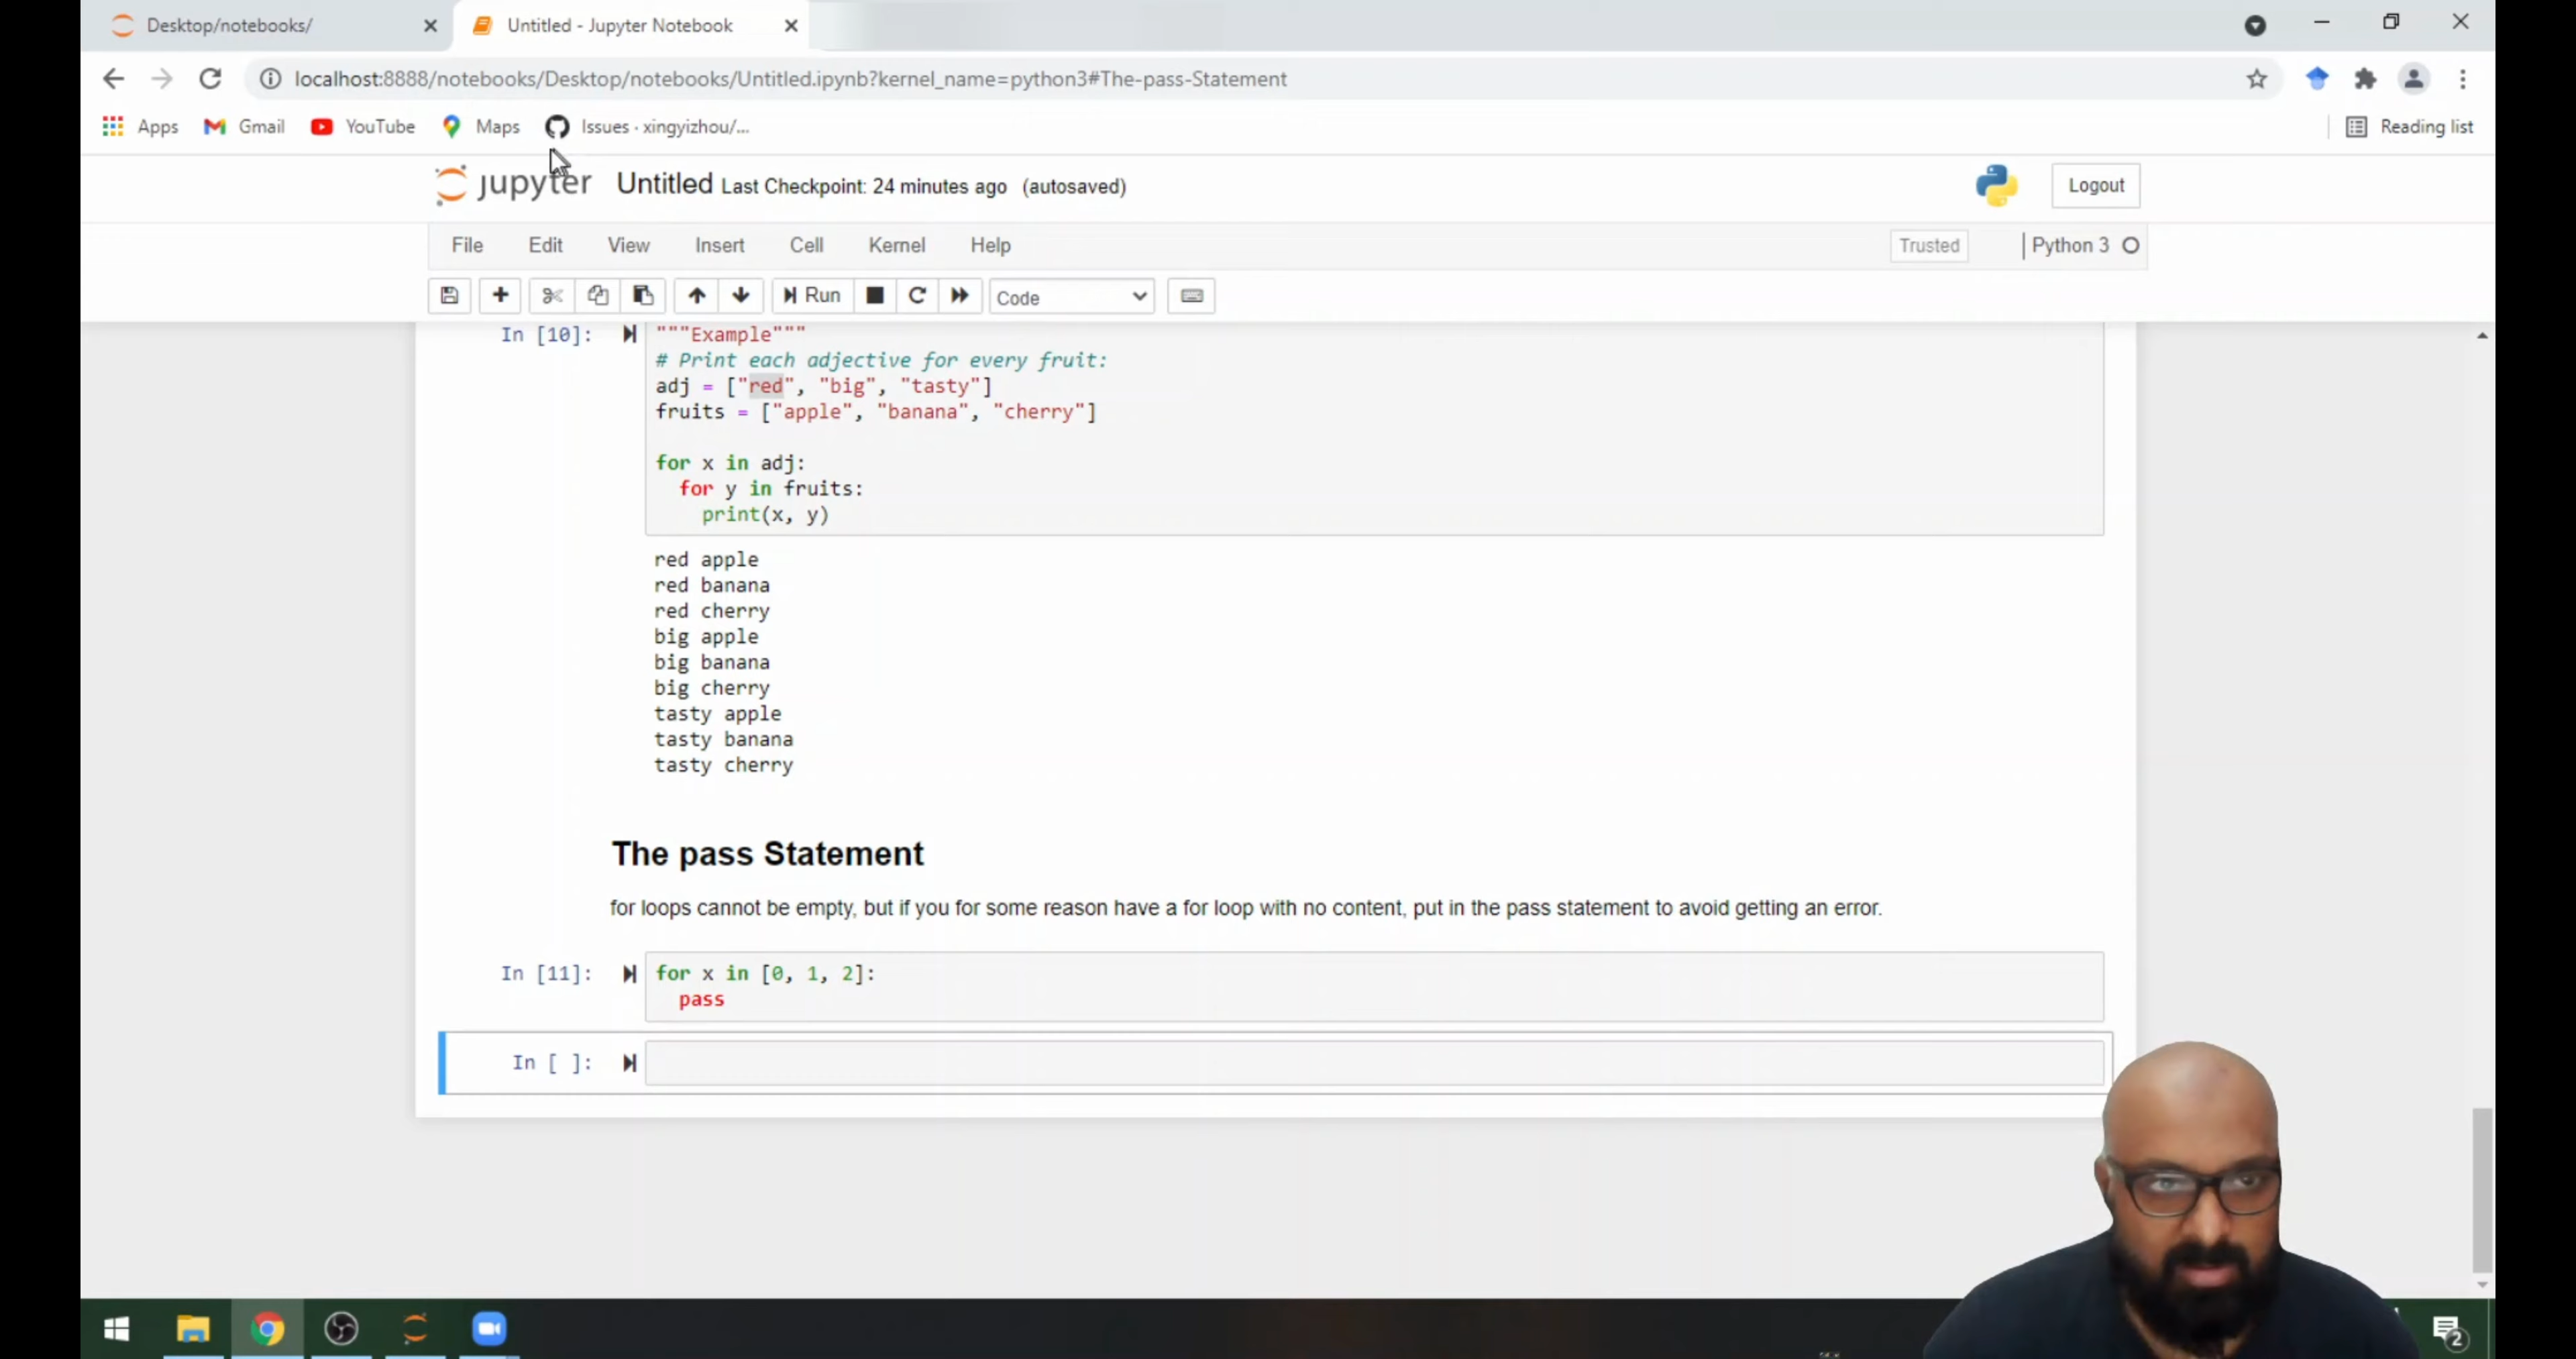 Desktop/notebooks/
Untitled - Jupyter Notebook
localhost:8888/notebooks/Desktop/notebooks/Untitled.ipynb?kernel_name=python3#The-pass-Statement
Apps Gmail YouTube Maps Issues · xingyizhou/... Reading list
jupyter Untitled Last Checkpoint: 24 minutes ago (autosaved) Logout
File Edit View Insert Cell Kernel Help Trusted Python 3
Run Code
In [10]: """Example"""
# Print each adjective for every fruit:
adj = ["red", "big", "tasty"]
fruits = ["apple", "banana", "cherry"]
for x in adj:
for y in fruits:
print(x, y)
red apple
red banana
red cherry
big apple
big banana
big cherry
tasty apple
tasty banana
tasty cherry
The pass Statement
for loops cannot be empty, but if you for some reason have a for loop with no content, put in the pass statement to avoid getting an error.
In [11]: for x in [0, 1, 2]:
pass
In [ ]:
2